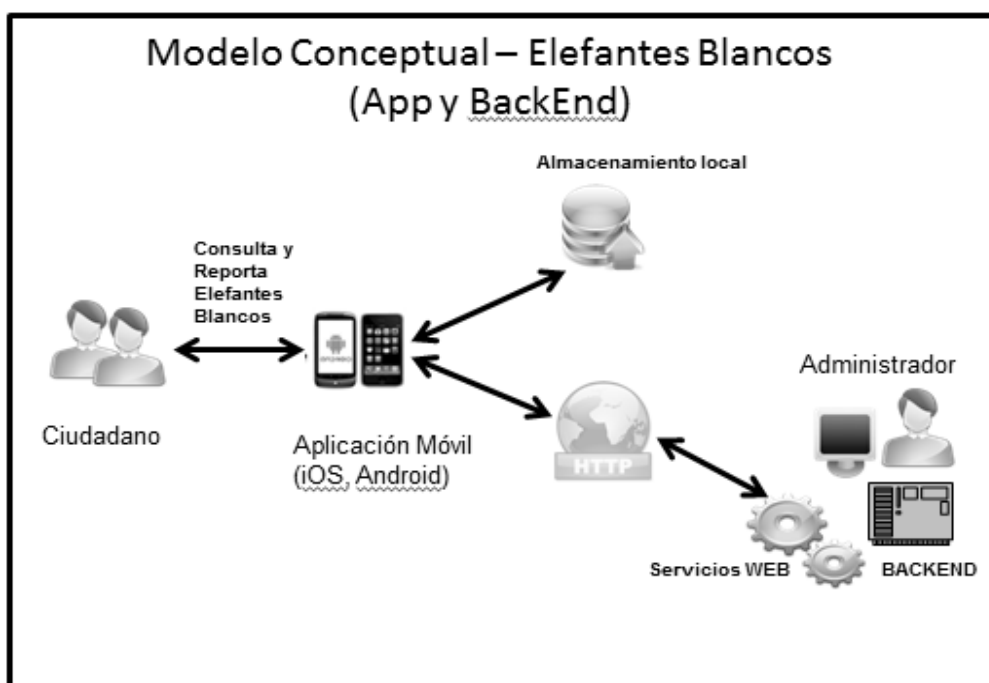 Modelo Conceptual – Elefantes Blancos
(App y BackEnd)
Almacenamiento local
Consulta y
Reporta
Elefantes
Blancos
ANDROID
Administrador
Ciudadano
Aplicación Móvil
(iOS, Android)
HTTP
Servicios WEB
BACKEND